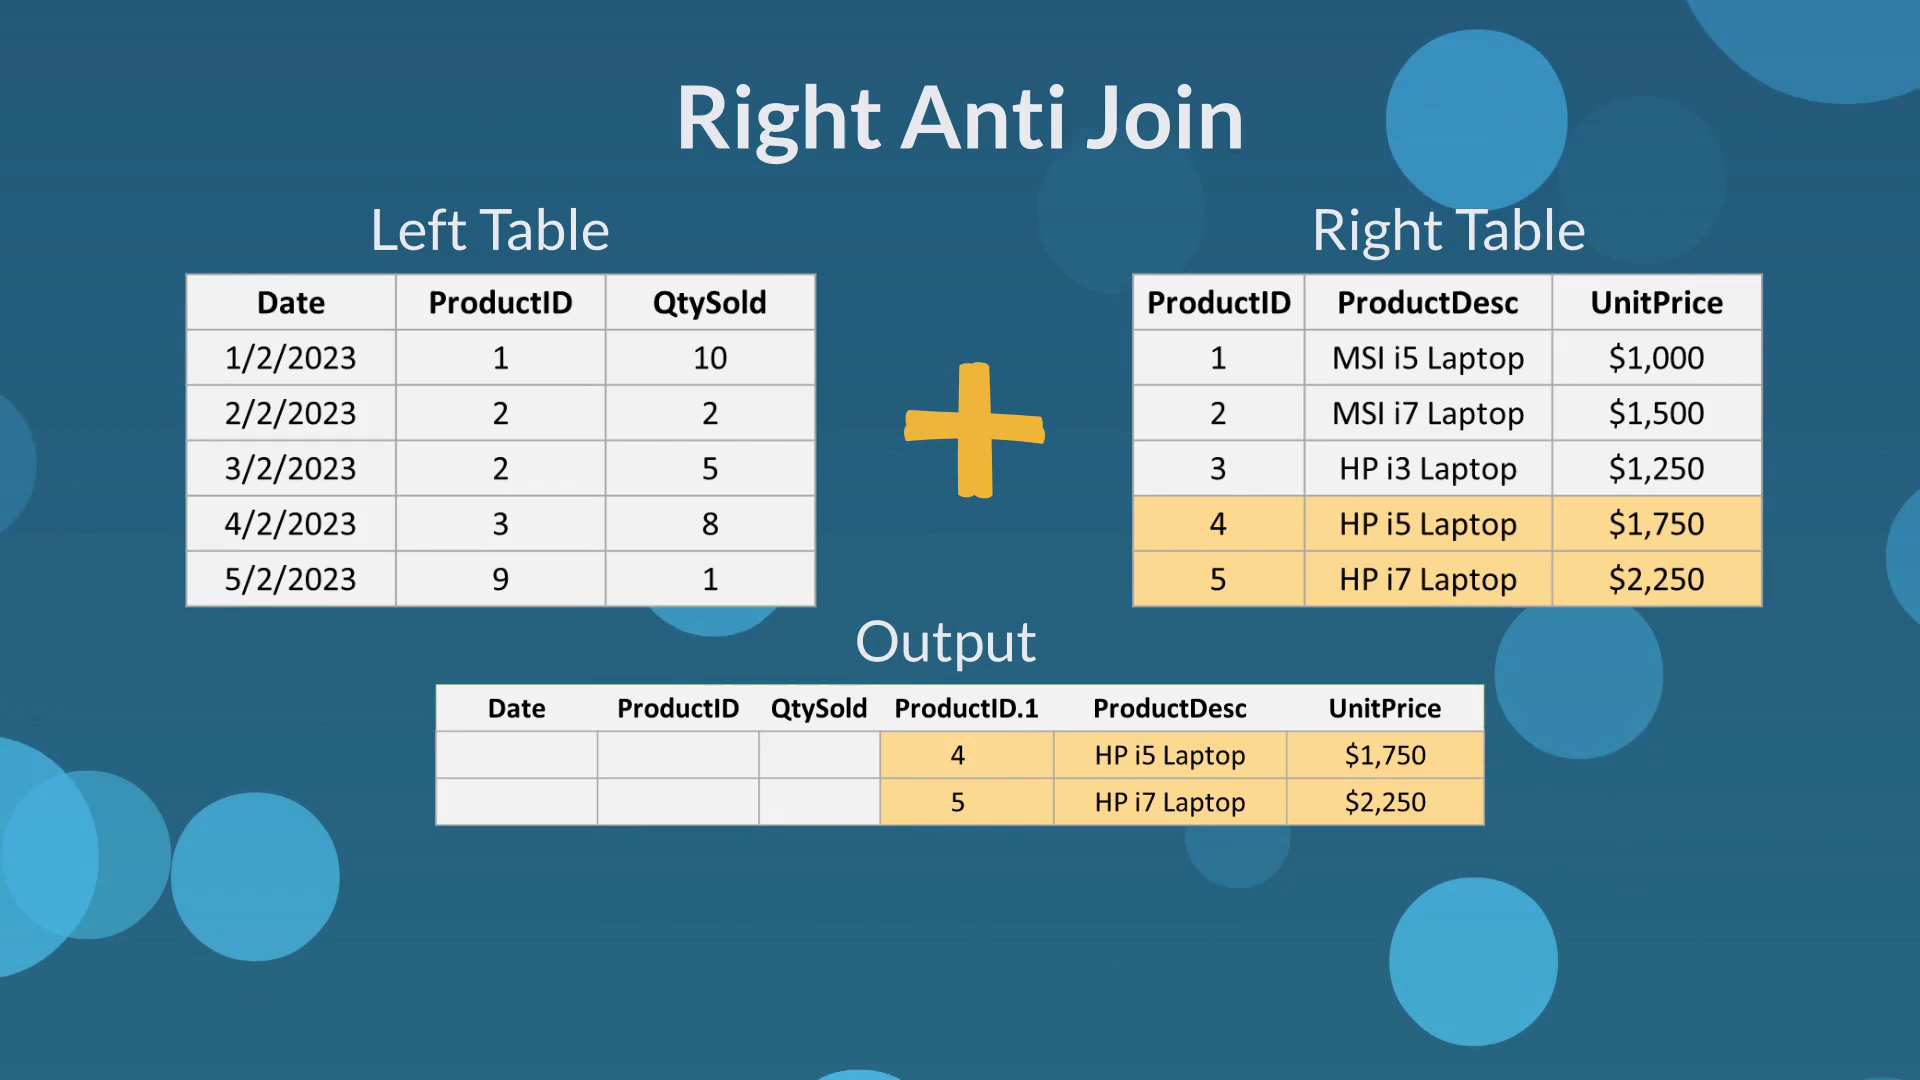 Right Anti Join
Left Table
Date ProductID QtySold
1/2/2023 1 10
2/2/2023 2 2
3/2/2023 2 5
4/2/2023 3 8
5/2/2023 9 1
Right Table
ProductID ProductDesc UnitPrice
1 MSI i5 Laptop $1,000
2 MSI i7 Laptop $1,500
3 HP i3 Laptop $1,250
4 HP i5 Laptop $1,750
5 HP i7 Laptop $2,250
Output
Date ProductID QtySold ProductID.1 ProductDesc UnitPrice
4 HP i5 Laptop $1,750
5 HP i7 Laptop $2,250